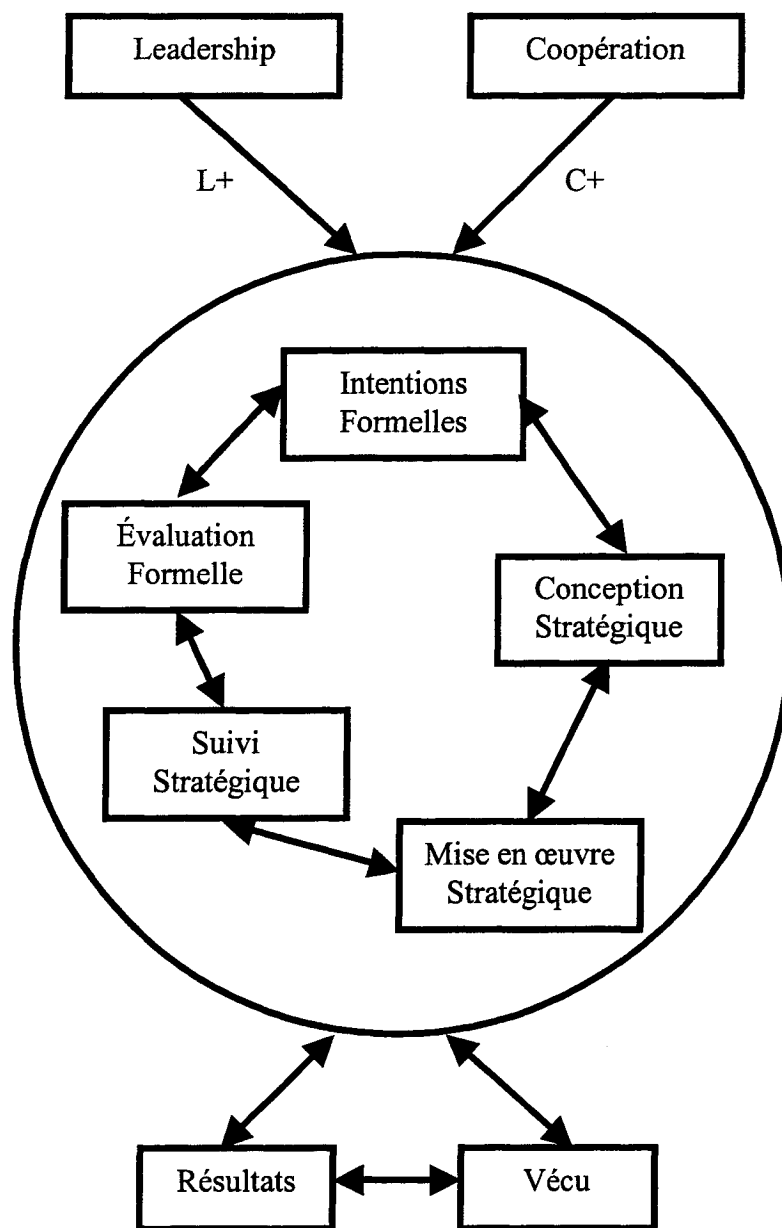 Leadership
Coopération
L+
C+
Intentions
Formelles
Évaluation
Formelle
Conception
Stratégique
Suivi
Stratégique
Mise en œuvre
Stratégique
Résultats
Vécu